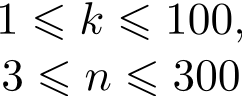 1 ⩽ k ⩽ 100,
3 ⩽ n ⩽ 300